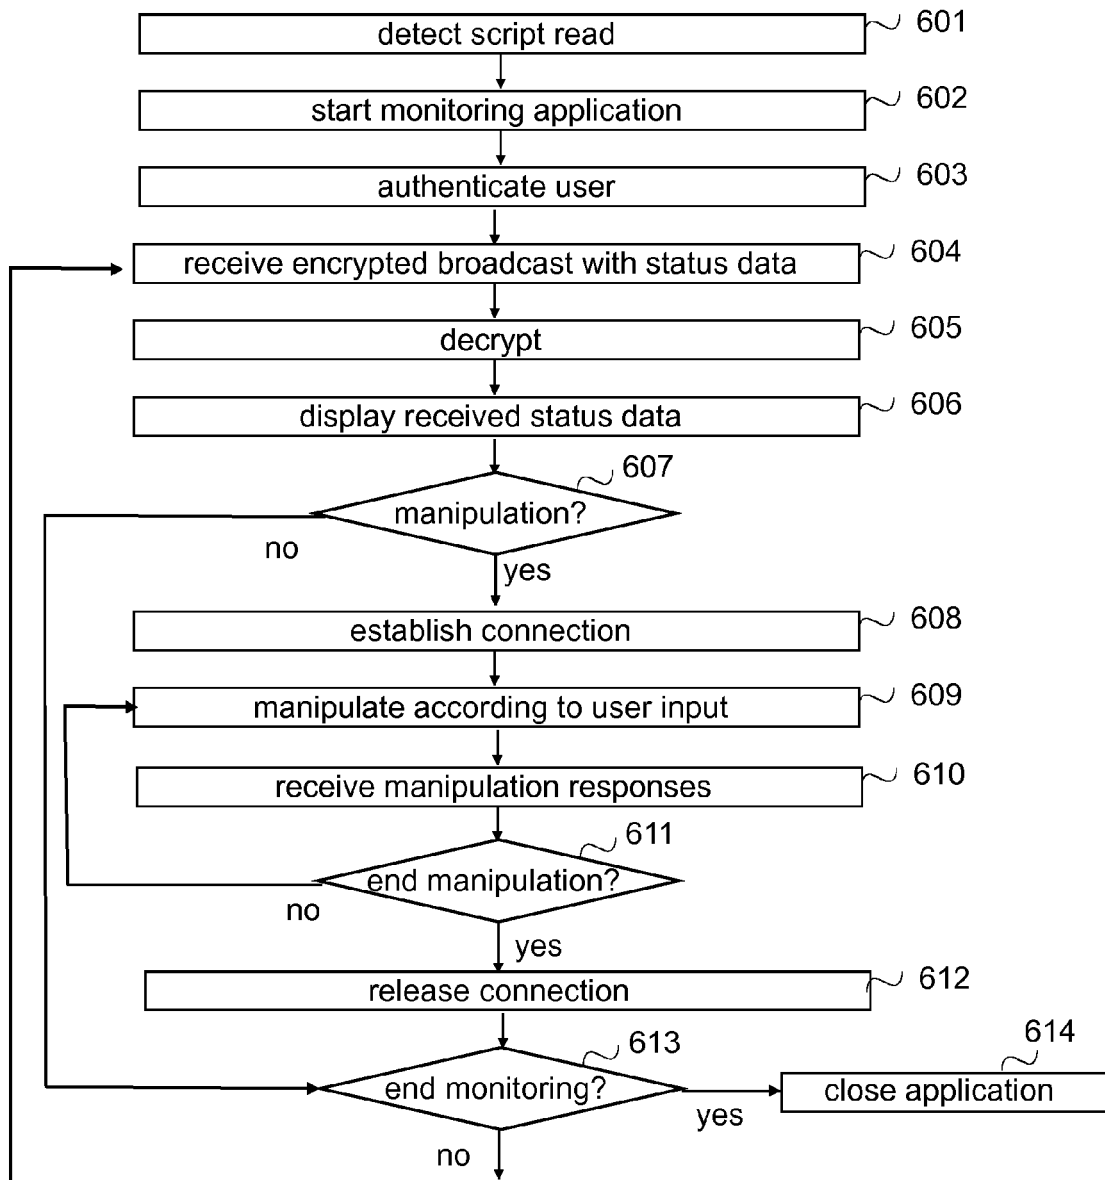 detect script read 601
start monitoring application 602
authenticate user 603
receive encrypted broadcast with status data 604
decrypt 605
display received status data 606
607
manipulation?
no
yes
establish connection 608
manipulate according to user input 609
receive manipulation responses 610
611
end manipulation?
no
yes
release connection 612
613
end monitoring?
614
close application
yes
no